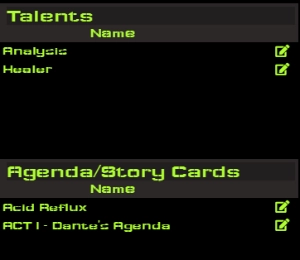 Talents
Name
Analysis
Healer
Agenda/Story Cards
Name
Acid Reflux
ACT I - Dante's Agenda